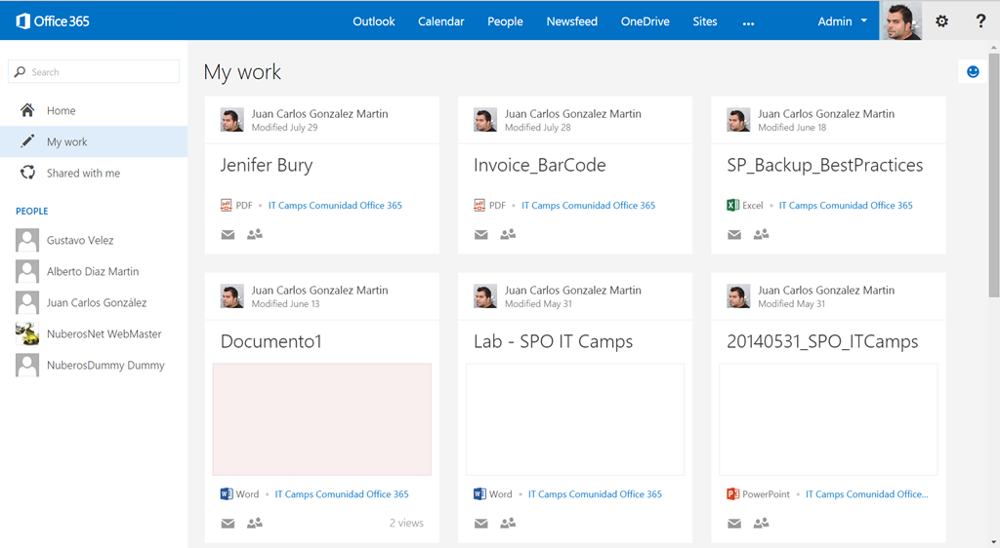 Office 365
Outlook Calendar People Newsfeed OneDrive Sites ... Admin ?
Search
Home
My work
Shared with me
PEOPLE
Gustavo Velez
Alberto Diaz Martin
Juan Carlos González
NuberosNet WebMaster
NuberosDummy Dummy
My work
Juan Carlos Gonzalez Martin
Modified July 29
Jenifer Bury
PDF • IT Camps Comunidad Office 365
Juan Carlos Gonzalez Martin
Modified July 28
Invoice_BarCode
PDF • IT Camps Comunidad Office 365
Juan Carlos Gonzalez Martin
Modified June 18
SP_Backup_BestPractices
Excel • IT Camps Comunidad Office 365
Juan Carlos Gonzalez Martin
Modified June 13
Documento1
Word • IT Camps Comunidad Office 365
2 views
Juan Carlos Gonzalez Martin
Modified May 31
Lab - SPO IT Camps
Word • IT Camps Comunidad Office 365
Juan Carlos Gonzalez Martin
Modified May 31
20140531_SPO_ITCamps
PowerPoint • IT Camps Comunidad Office...